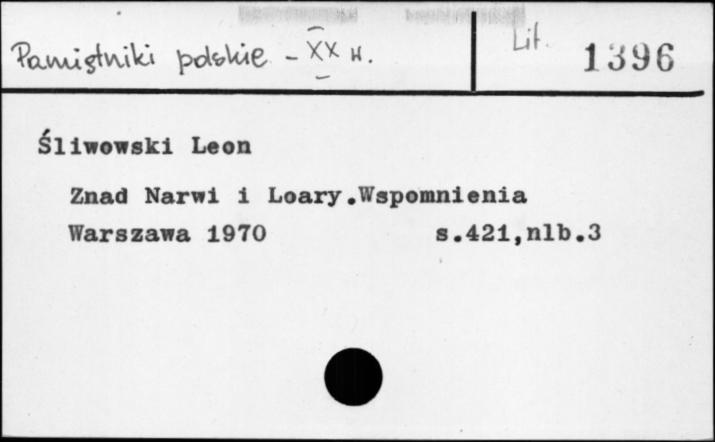 Pamiętniki polskie - XX w.
Lit. 1396
Śliwowski Leon
Znad Narwi i Loary.Wspomnienia
Warszawa 1970 s.421,nlb.3